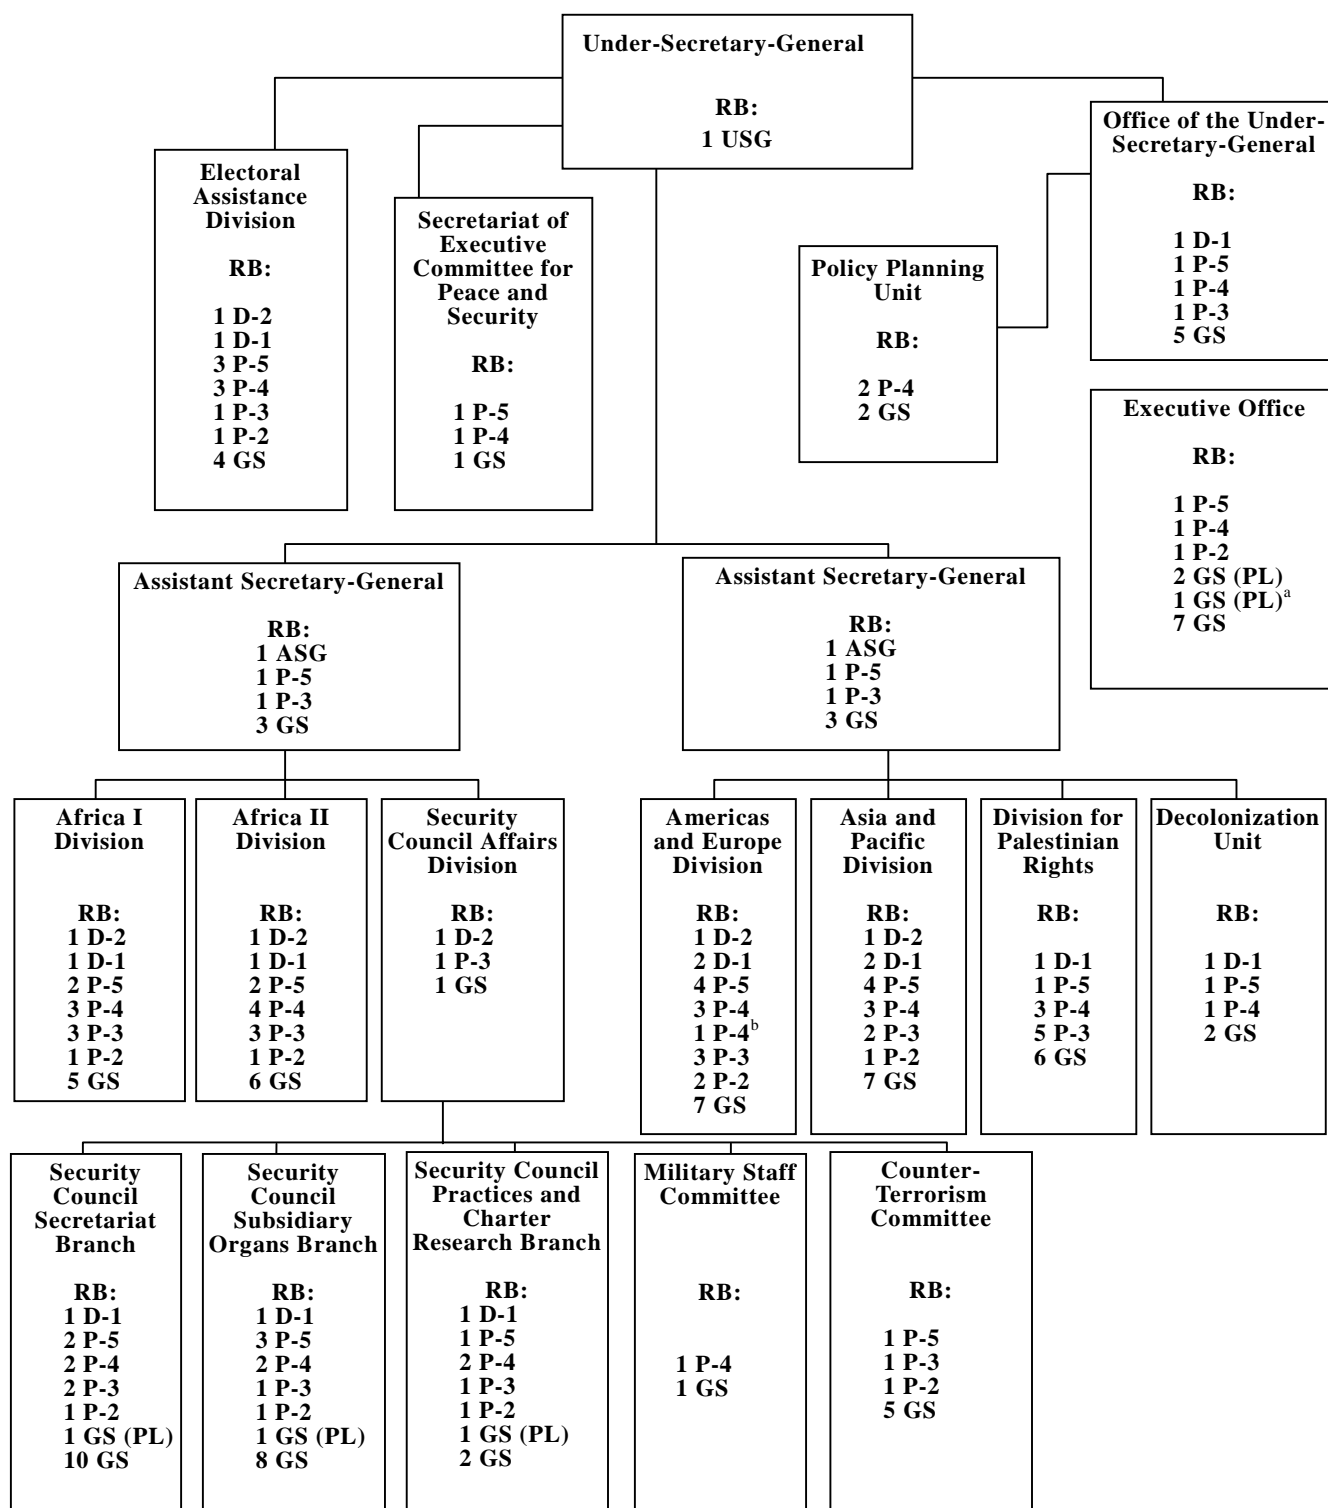 Under-Secretary-General
RB:
1 USG
Office of the Under-
Secretary-General
RB:
1 D-1
1 P-5
1 P-4
1 P-3
5 GS
Electoral
Assistance
Division
RB:
1 D-2
1 D-1
3 P-5
3 P-4
1 P-3
1 P-2
4 GS
Secretariat of
Executive
Committee for
Peace and
Security
RB:
1 P-5
1 P-4
1 GS
Policy Planning
Unit
RB:
2 P-4
2 GS
Executive Office
RB:
1 P-5
1 P-4
1 P-2
2 GS (PL)
1 GS (PL)a
7 GS
Assistant Secretary-General
RB:
1 ASG
1 P-5
1 P-3
3 GS
Assistant Secretary-General
RB:
1 ASG
1 P-5
1 P-3
3 GS
Africa I
Division
RB:
1 D-2
1 D-1
2 P-5
3 P-4
3 P-3
1 P-2
5 GS
Africa II
Division
RB:
1 D-2
1 D-1
2 P-5
4 P-4
3 P-3
1 P-2
6 GS
Security
Council Affairs
Division
RB:
1 D-2
1 P-3
1 GS
Americas
and Europe
Division
RB:
1 D-2
2 D-1
4 P-5
3 P-4
1 P-4b
3 P-3
2 P-2
7 GS
Asia and
Pacific
Division
RB:
1 D-2
2 D-1
4 P-5
3 P-4
2 P-3
1 P-2
7 GS
Division for
Palestinian
Rights
RB:
1 D-1
1 P-5
3 P-4
5 P-3
6 GS
Decolonization
Unit
RB:
1 D-1
1 P-5
1 P-4
2 GS
Security
Council
Secretariat
Branch
RB:
1 D-1
2 P-5
2 P-4
2 P-3
1 P-2
1 GS (PL)
10 GS
Security
Council
Subsidiary
Organs Branch
RB:
1 D-1
3 P-5
2 P-4
1 P-3
1 P-2
1 GS (PL)
8 GS
Security Council
Practices and
Charter
Research Branch
RB:
1 D-1
1 P-5
2 P-4
1 P-3
1 P-2
1 GS (PL)
2 GS
Military Staff
Committee
RB:
1 P-4
1 GS
Counter-
Terrorism
Committee
RB:
1 P-5
1 P-3
1 P-2
5 GS